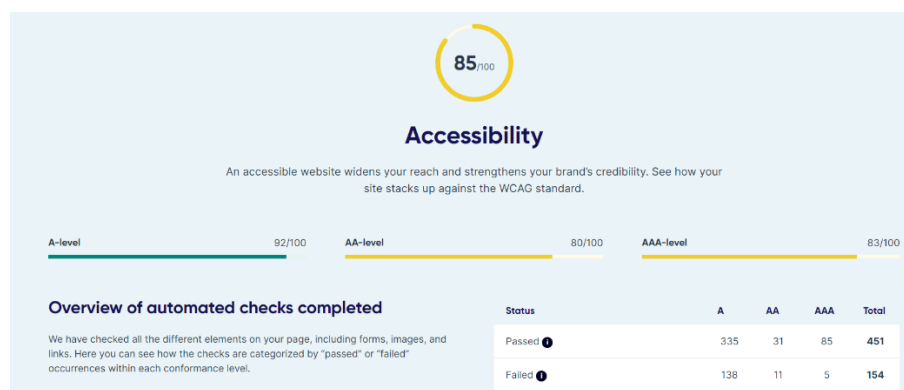 85/100
Accessibility
An accessible website widens your reach and strengthens your brand's credibility. See how your
site stacks up against the WCAG standard.
A-level 92/100 AA-level 80/100 AAA-level 83/100
Overview of automated checks completed
We have checked all the different elements on your page, including forms, images, and
links. Here you can see how the checks are categorized by "passed" or "failed"
occurrences within each conformance level.
Status A AA AAA Total
Passed i 335 31 85 451
Failed i 138 11 5 154